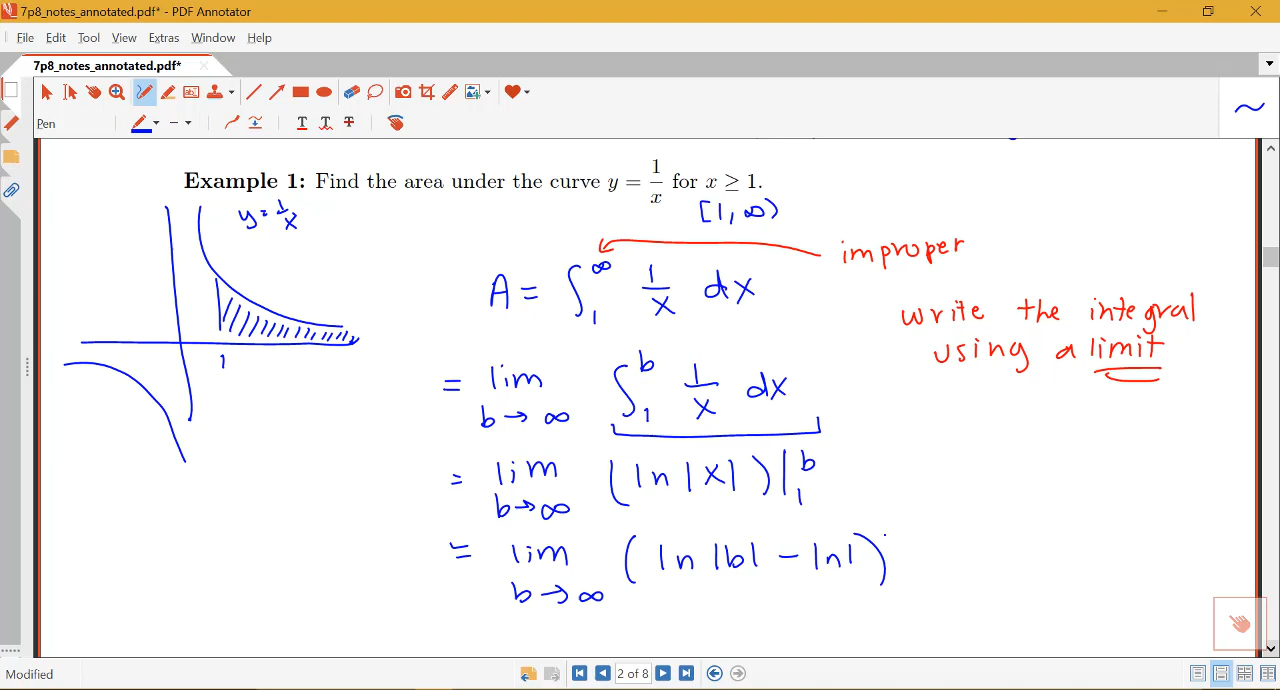 7p8_notes_annotated.pdf* - PDF Annotator
File Edit Tool View Extras Window Help
7p8_notes_annotated.pdf*
Pen
Example 1: Find the area under the curve y = 1/x for x ≥ 1.
y = 1/x
[1, ∞)
improper
A = ∫₁^∞ 1/x dx
write the integral
using a limit
1
= lim b→∞ ∫₁^b 1/x dx
= lim b→∞ (ln |x|)|₁^b
= lim b→∞ (ln |b| - ln 1)
Modified
2 of 8